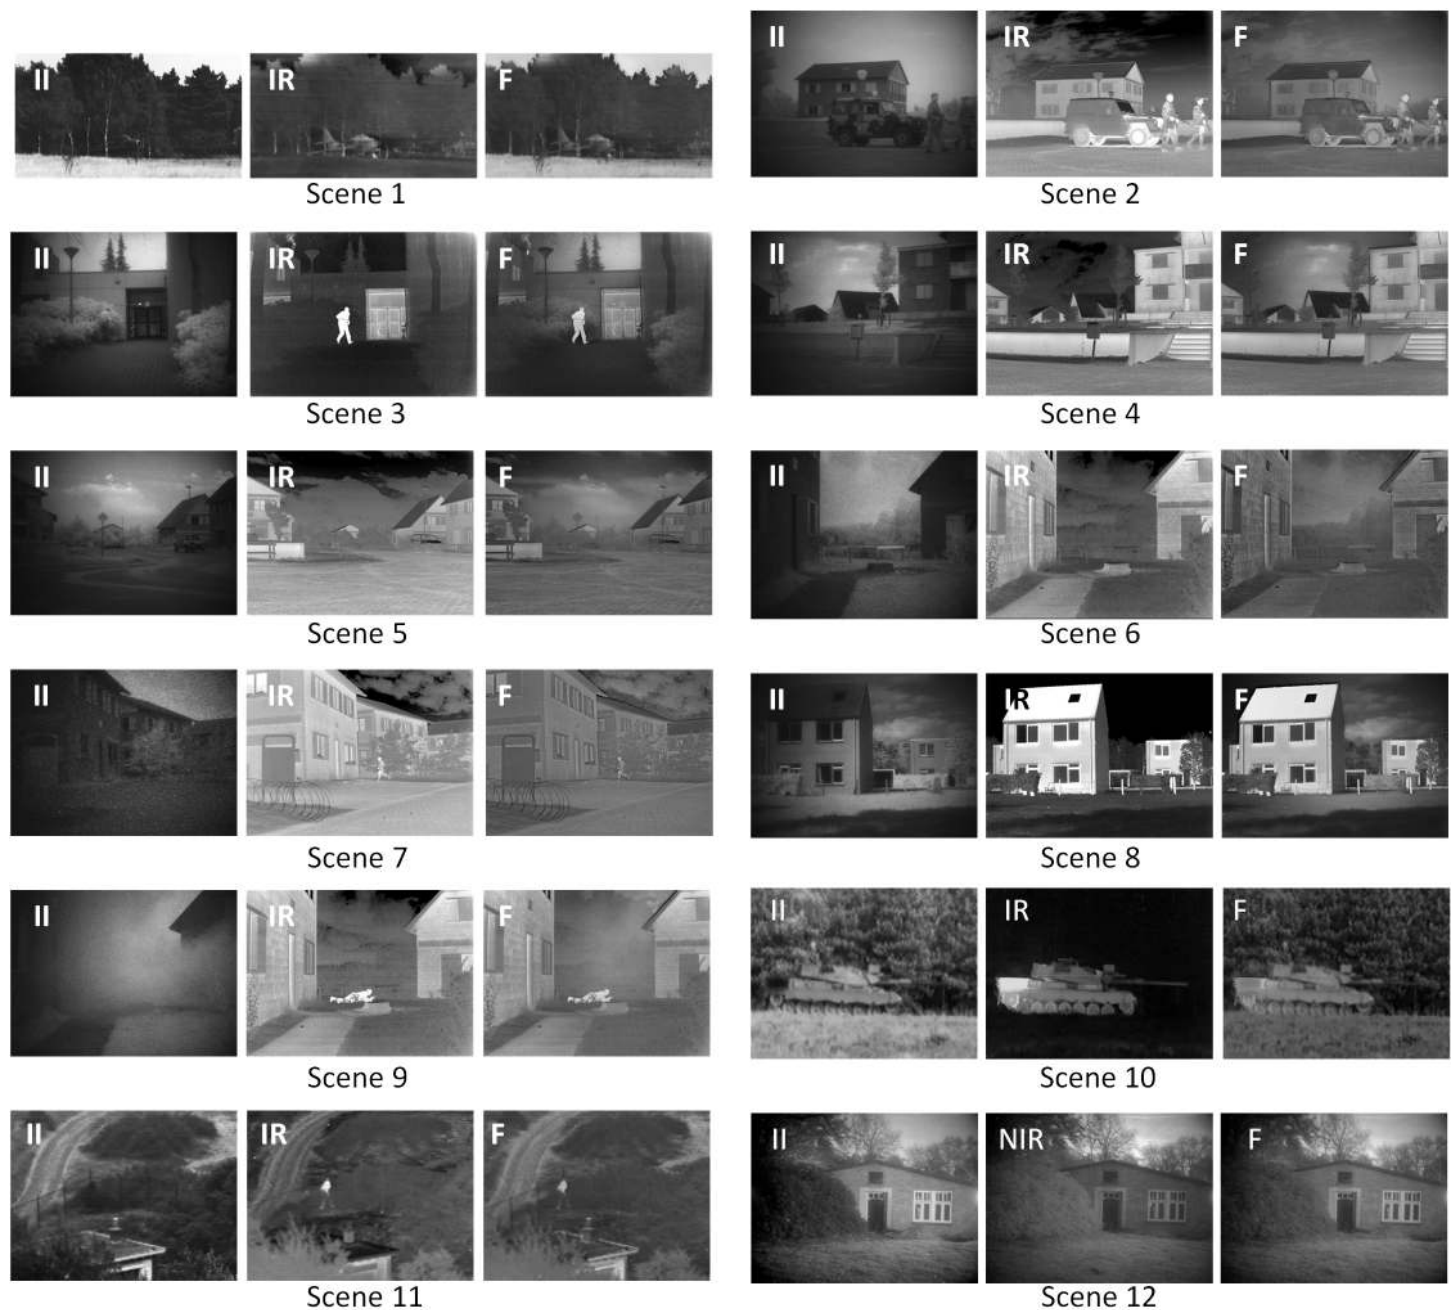 II IR F
Scene 1
II IR F
Scene 2
II IR F
Scene 3
II IR F
Scene 4
II IR F
Scene 5
II IR F
Scene 6
II IR F
Scene 7
II IR F
Scene 8
II IR F
Scene 9
II IR F
Scene 10
II IR F
Scene 11
II NIR F
Scene 12